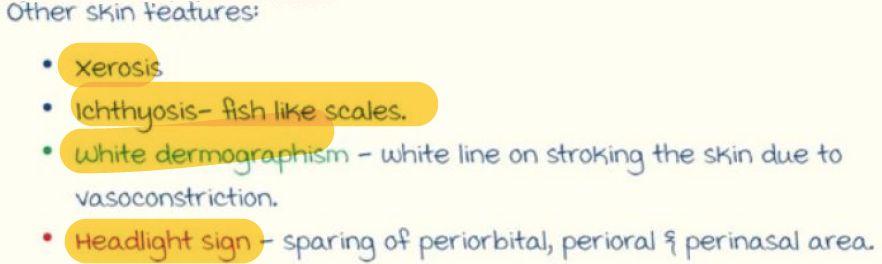 Other skin features:
• Xerosis
• Ichthyosis- fish like scales.
• White dermographism - white line on stroking the skin due to
vasoconstriction.
• Headlight sign - sparing of periorbital, perioral & perinasal area.